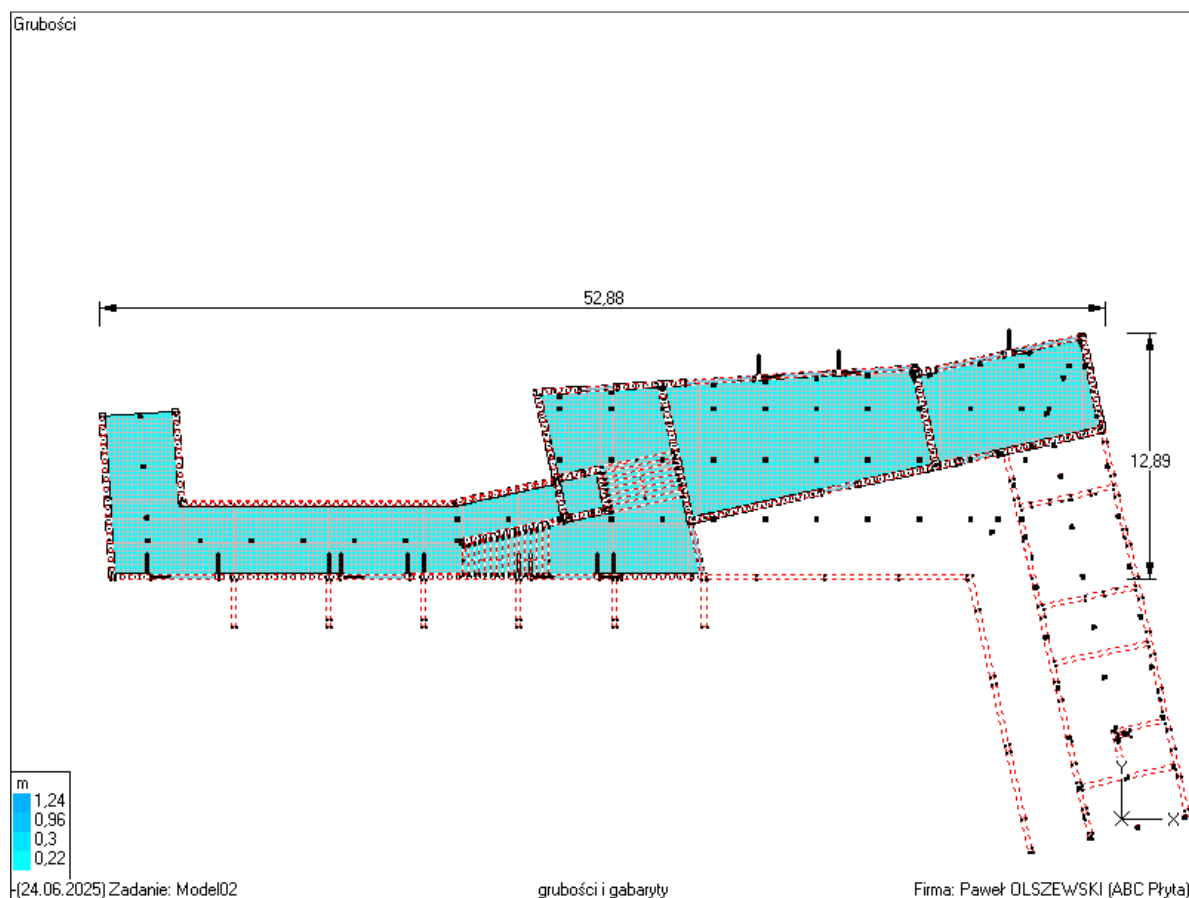 Grubości
52,88
12,89
Y
X
m
1,24
0,96
0,3
0,22
-(24.06.2025) Zadanie: Model02
grubości i gabaryty
Firma: Paweł OLSZEWSKI (ABC Płyta)